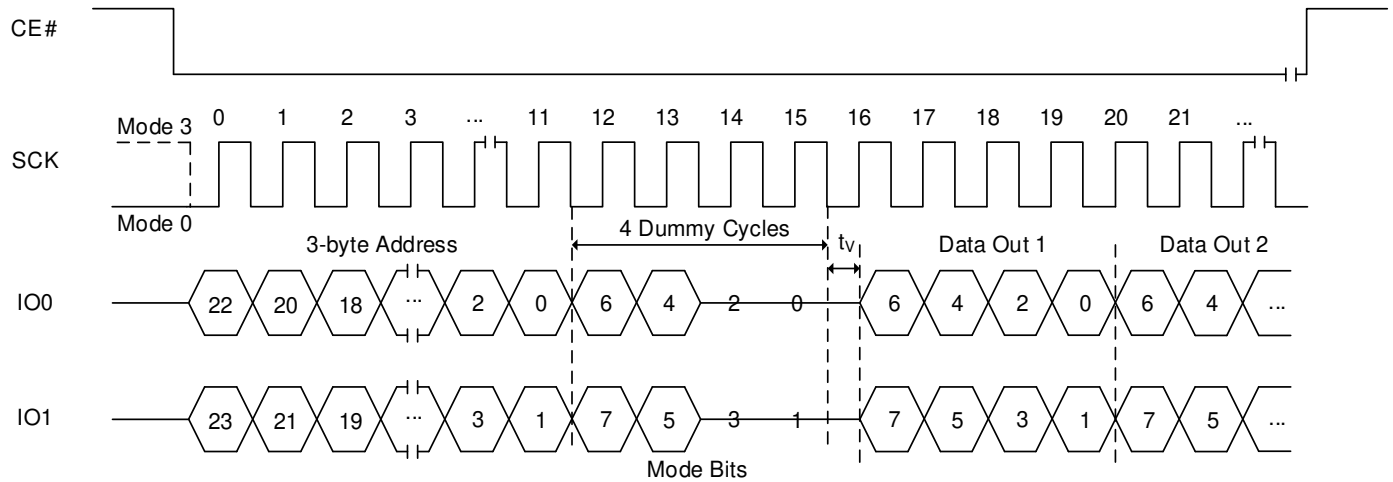 CE#
0 1 2 3 ... 11 12 13 14 15 16 17 18 19 20 21 ...
Mode 3
SCK
Mode 0
4 Dummy Cycles
3-byte Address tV Data Out 1 Data Out 2
IO0 22 20 18 ... 2 0 6 4 2 0 6 4 2 0 6 4 ...
IO1 23 21 19 ... 3 1 7 5 3 1 7 5 3 1 7 5 ...
Mode Bits